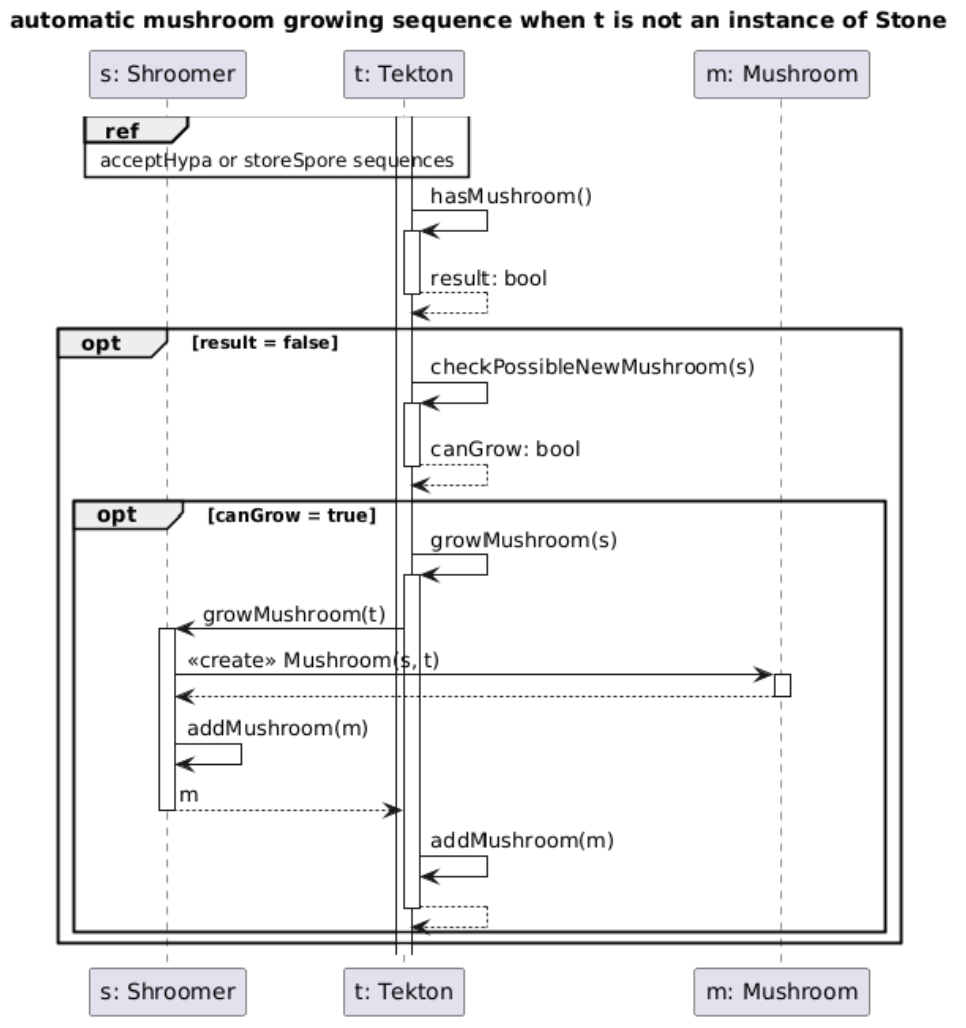 automatic mushroom growing sequence when t is not an instance of Stone
s: Shroomer
t: Tekton
m: Mushroom
ref
acceptHypa or storeSpore sequences
hasMushroom()
result: bool
opt
[result = false]
checkPossibleNewMushroom(s)
canGrow: bool
opt
[canGrow = true]
growMushroom(s)
growMushroom(t)
«create» Mushroom(s, t)
addMushroom(m)
m
addMushroom(m)
s: Shroomer
t: Tekton
m: Mushroom